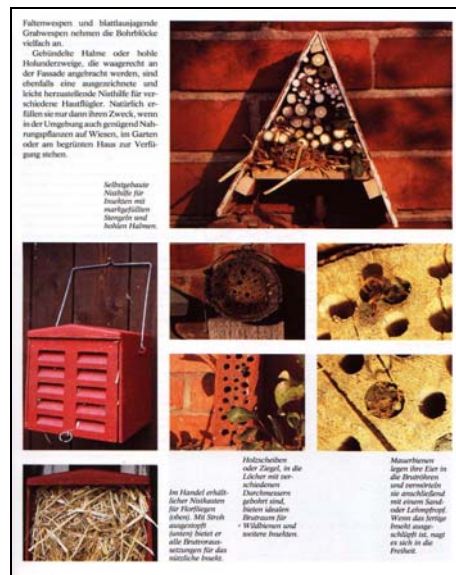 Faltenwespen und blattlausjagende
Grabwespen nehmen die Bohrblöcke
vielfach an.
Gebündelte Halme oder hohle
Holunderzweige, die waagerecht an
der Fassade angebracht werden, sind
ebenfalls eine ausgezeichnete und
leicht herzustellende Nisthilfe für ver-
schiedene Hautflügler. Natürlich er-
füllen sie nur dann ihren Zweck, wenn
in der Umgebung auch genügend Nah-
rungspflanzen auf Wiesen, im Garten
oder am begrünten Haus zur Verfü-
gung stehen.
Selbstgebaute
Nisthilfe für
Insekten mit
markgefüllten
Stengeln und
hohlen Halmen.
Im Handel erhält-
licher Nistkasten
für Florfliegen
(oben). Mit Stroh
ausgestopft
(unten) bietet er
alle Brutvoraus-
setzungen für das
nützliche Insekt.
Holzscheiben
oder Ziegel, in die
Löcher mit ver-
schiedenen
Durchmessern
gebohrt sind,
bieten idealen
Brutraum für
Wildbienen und
weitere Insekten.
Mauerbienen
legen ihre Eier in
die Brutröhren
und vermörteln
sie anschließend
mit einem Sand-
oder Lehmpfropf.
Wenn das fertige
Insekt ausge-
schlüpft ist, nagt
es sich in die
Freiheit.